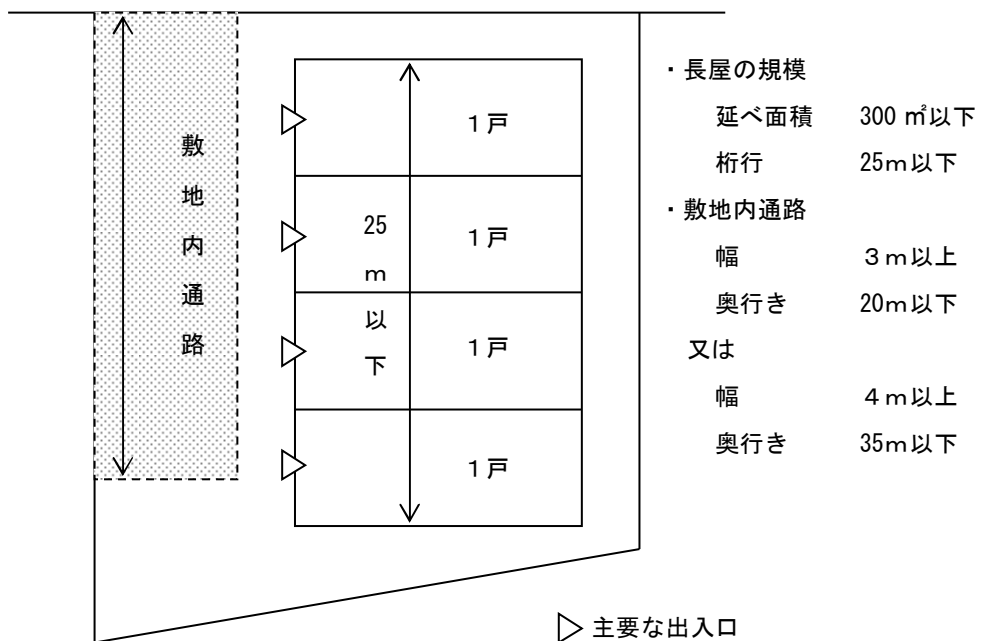 敷地内通路
1戸
1戸
1戸
1戸
25m以下
・長屋の規模
延べ面積 300㎡以下
桁行 25m以下
・敷地内通路
幅 3m以上
奥行き 20m以下
又は
幅 4m以上
奥行き 35m以下
▷ 主要な出入口